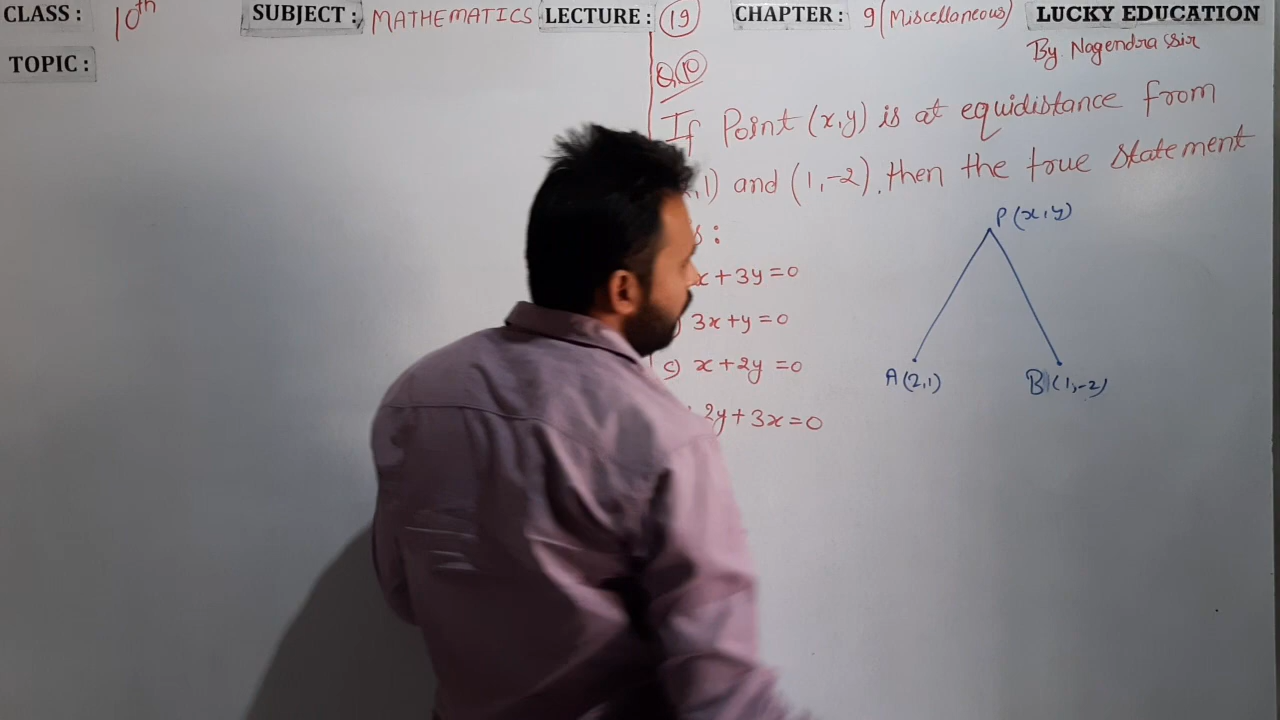 CLASS : 10th SUBJECT : MATHEMATICS LECTURE : 19 CHAPTER : 9 (Miscellaneous) LUCKY EDUCATION
By Nagendra Sir
TOPIC :
Q.10
If Point (x,y) is at equidistance from
,1) and (1,-2), then the true statement
s :
x+3y=0
3x+y=0
c) x+2y=0
2y+3x=0
P(x,y)
A(2,1) B(1,-2)